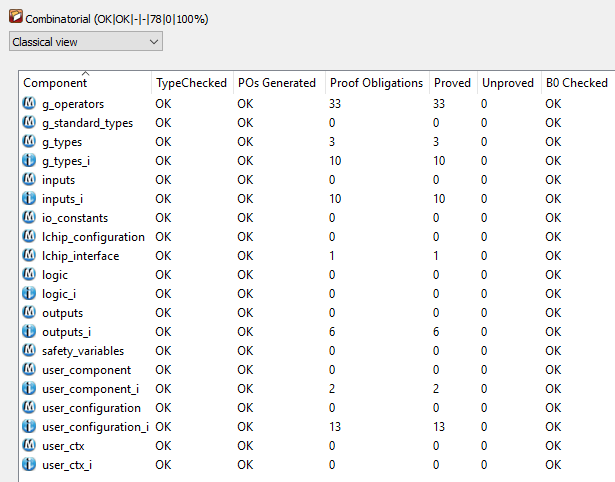 Combinatorial (OK|OK|-|-|78|0|100%)
Classical view
Component TypeChecked POs Generated Proof Obligations Proved Unproved B0 Checked
g_operators OK OK 33 33 0 OK
g_standard_types OK OK 0 0 0 OK
g_types OK OK 3 3 0 OK
g_types_i OK OK 10 10 0 OK
inputs OK OK 0 0 0 OK
inputs_i OK OK 10 10 0 OK
io_constants OK OK 0 0 0 OK
lchip_configuration OK OK 0 0 0 OK
lchip_interface OK OK 1 1 0 OK
logic OK OK 0 0 0 OK
logic_i OK OK 0 0 0 OK
outputs OK OK 0 0 0 OK
outputs_i OK OK 6 6 0 OK
safety_variables OK OK 0 0 0 OK
user_component OK OK 0 0 0 OK
user_component_i OK OK 2 2 0 OK
user_configuration OK OK 0 0 0 OK
user_configuration_i OK OK 13 13 0 OK
user_ctx OK OK 0 0 0 OK
user_ctx_i OK OK 0 0 0 OK